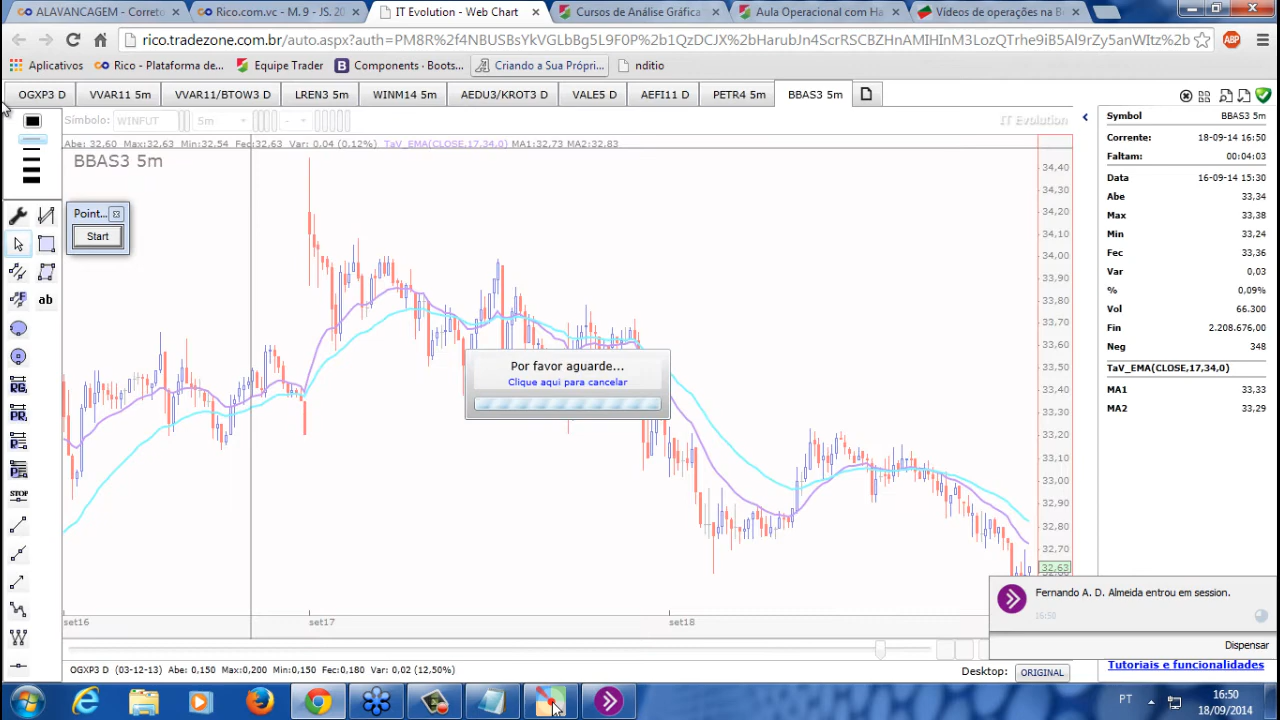 ALAVANCAGEM - Correto
Rico.com.vc - M. 9 - JS. 20
IT Evolution - Web Chart
Cursos de Análise Gráfica
Aula Operacional com Ha
Vídeos de operações na B
rico.tradezone.com.br/auto.aspx?auth=PM8R%2f4NBUSBsYkVGLtBg5L9F0P%2b1QzDCJX%2bHarubJn4ScrRSCBZHnAMIHInM3LozQTrhe9iB5Al9rZy5anWItz%2b
ABP
Aplicativos
Rico - Plataforma de...
Equipe Trader
Components · Boots...
Criando a Sua Própri...
nditio
OGXP3 D
VVAR11 5m
VVAR11/BTOW3 D
LREN3 5m
WINM14 5m
AEDU3/KROT3 D
VALE5 D
AEFI11 D
PETR4 5m
BBAS3 5m
Símbolo:
WINFUT
5m
-
IT Evolution
Abe: 32,60 Max: 32,63 Min: 32,54 Fec: 32,63 Var: 0,04 (0,12%) TaV_EMA(CLOSE,17,34,0) MA1:32,73 MA2:32,83
BBAS3 5m
Point...
Start
ab
STOP
Por favor aguarde...
Clique aqui para cancelar
34,40
34,30
34,20
34,10
34,00
33,90
33,80
33,70
33,60
33,50
33,40
33,30
33,20
33,10
33,00
32,90
32,80
32,70
32,63
set16
set17
set18
Symbol BBAS3 5m
Corrente: 18-09-14 16:50
Faltam: 00:04:03
Data 16-09-14 15:30
Abe 33,34
Max 33,38
Min 33,24
Fec 33,36
Var 0,03
% 0,09%
Vol 66.300
Fin 2.208.676,00
Neg 348
TaV_EMA(CLOSE,17,34,0)
MA1 33,33
MA2 33,29
Fernando A. D. Almeida entrou em session.
16:50
Dispensar
Tutoriais e funcionalidades
OGXP3 D (03-12-13) Abe: 0,150 Max:0,200 Min:0,150 Fec:0,180 Var: 0,02 (12,50%)
Desktop:
ORIGINAL
PT
16:50
18/09/2014